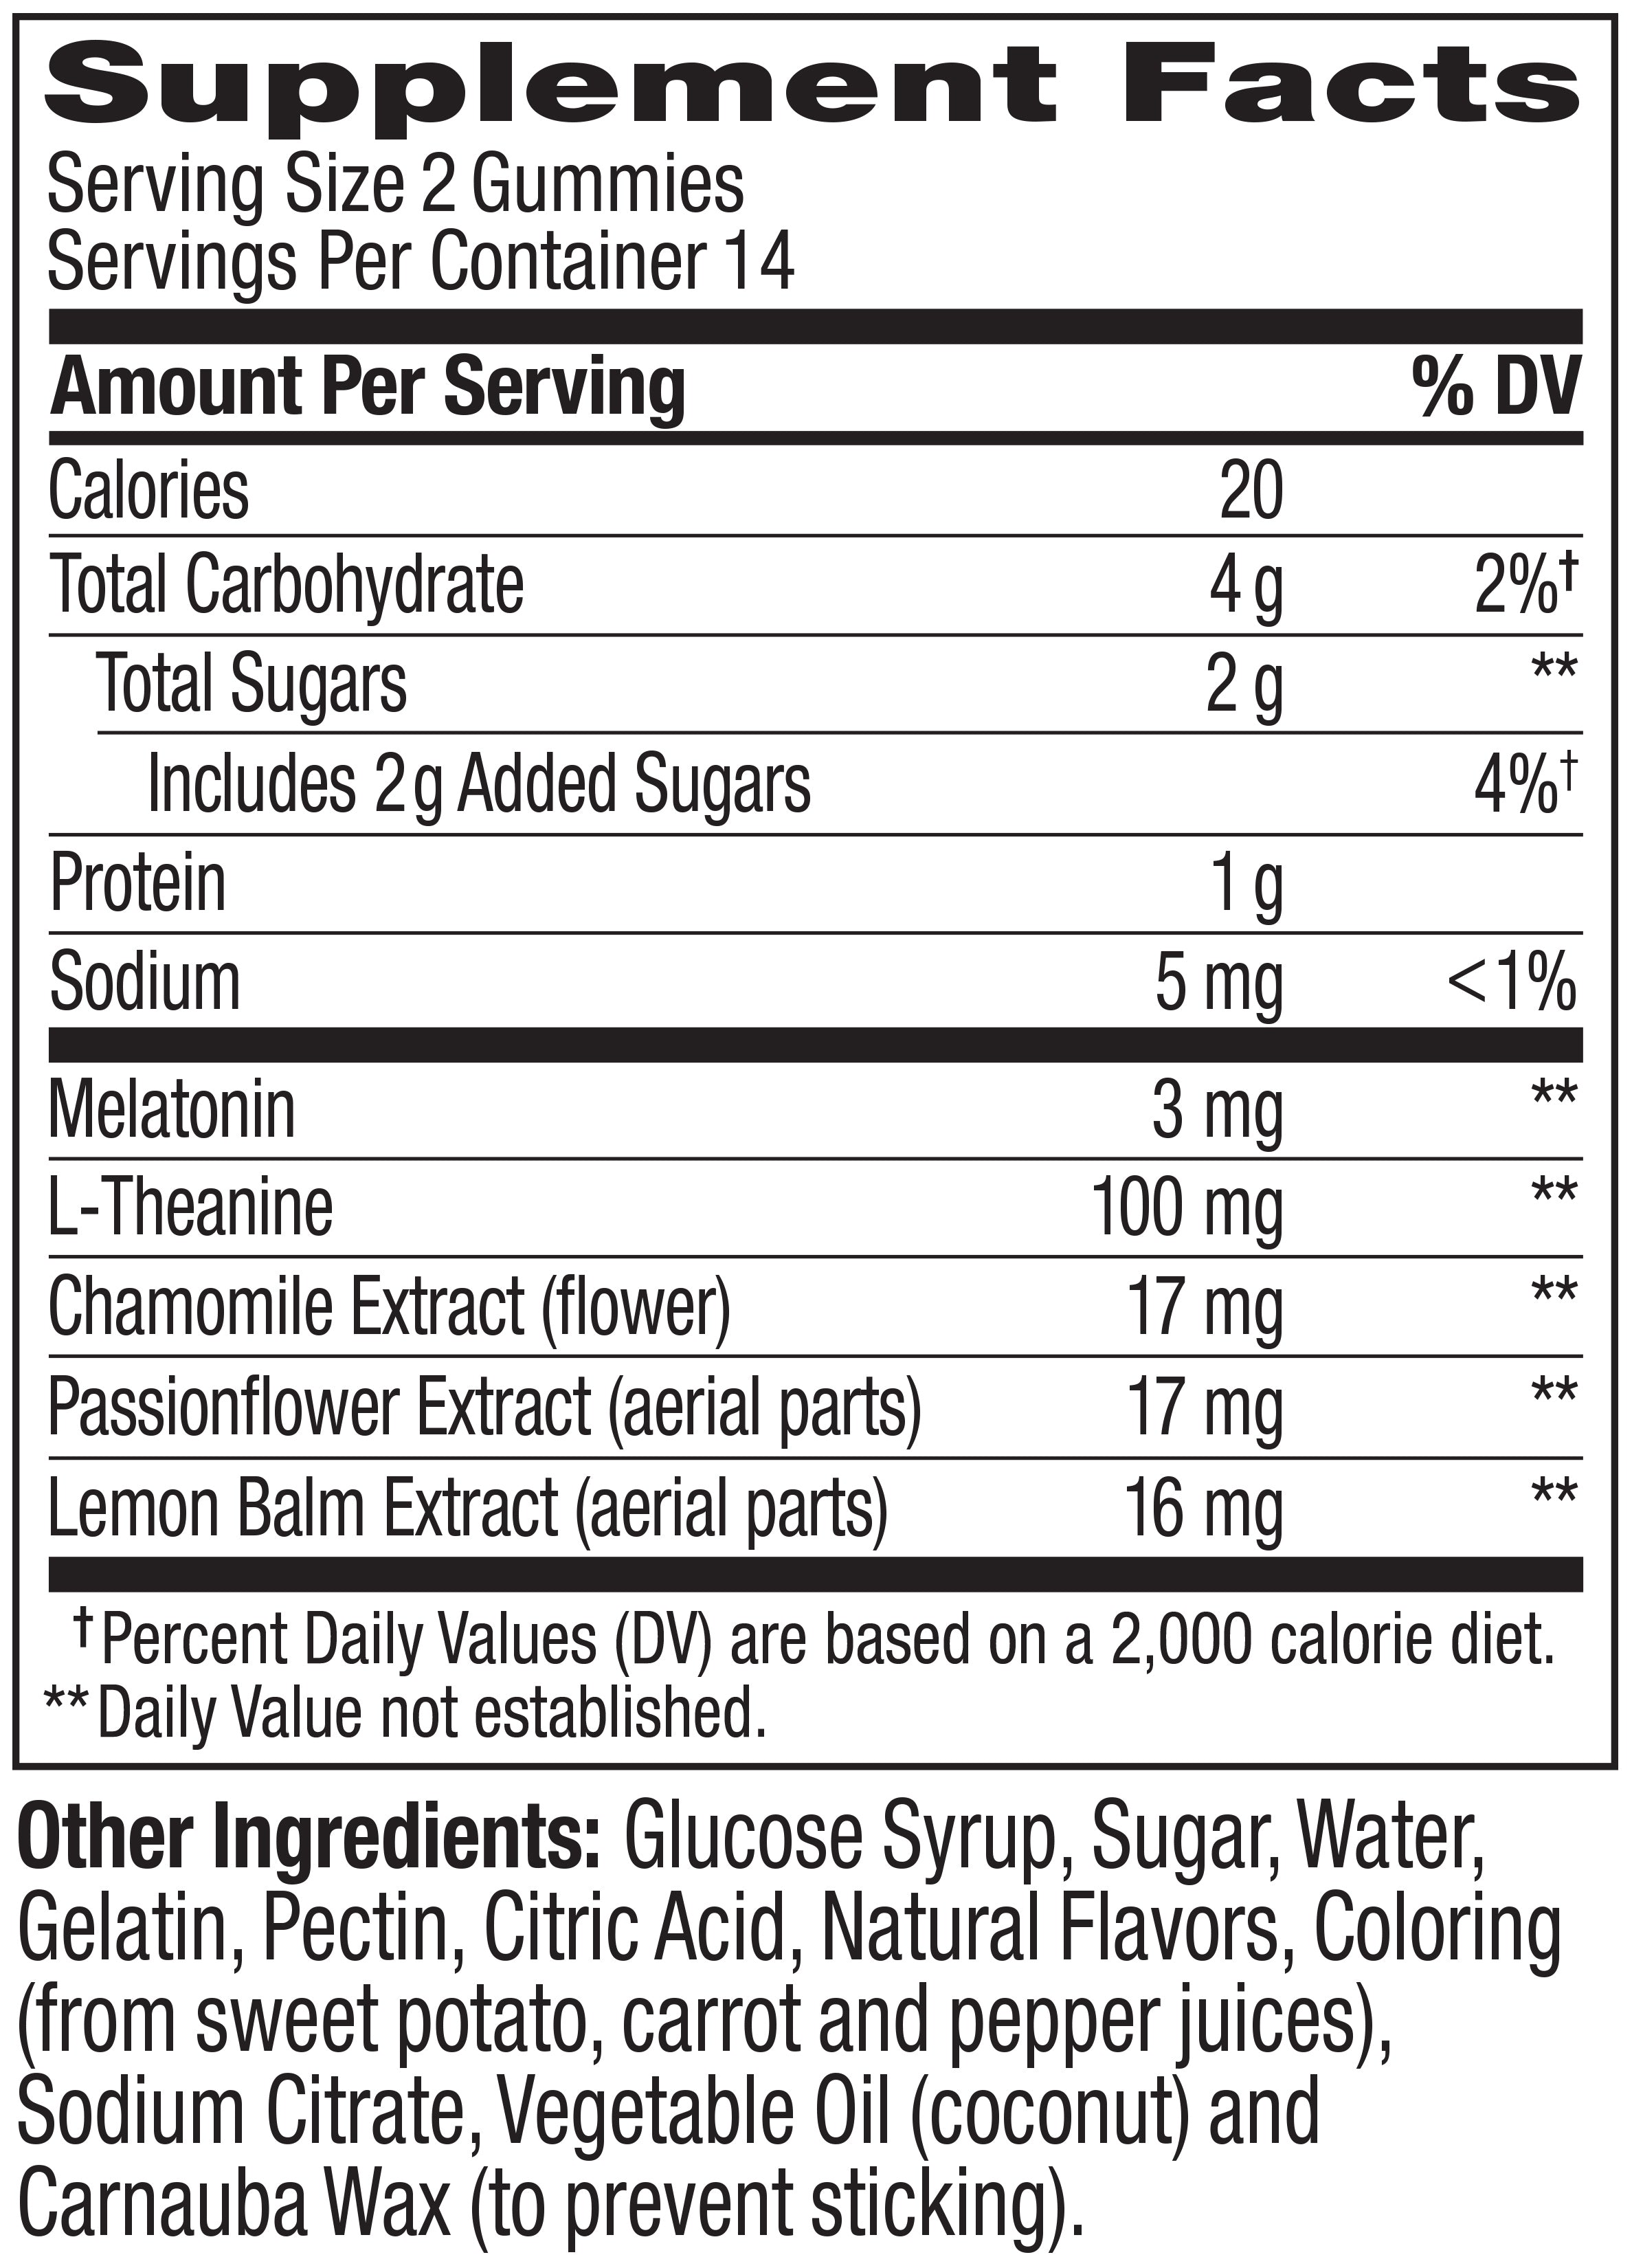 Supplement Facts
Serving Size 2 Gummies
Servings Per Container 14
Amount Per Serving % DV
Calories 20
Total Carbohydrate 4 g 2%†
Total Sugars 2 g **
Includes 2 g Added Sugars 4%†
Protein 1 g
Sodium 5 mg <1%
Melatonin 3 mg **
L-Theanine 100 mg **
Chamomile Extract (flower) 17 mg **
Passionflower Extract (aerial parts) 17 mg **
Lemon Balm Extract (aerial parts) 16 mg **
†Percent Daily Values (DV) are based on a 2,000 calorie diet.
**Daily Value not established.
Other Ingredients: Glucose Syrup, Sugar, Water,
Gelatin, Pectin, Citric Acid, Natural Flavors, Coloring
(from sweet potato, carrot and pepper juices),
Sodium Citrate, Vegetable Oil (coconut) and
Carnauba Wax (to prevent sticking).